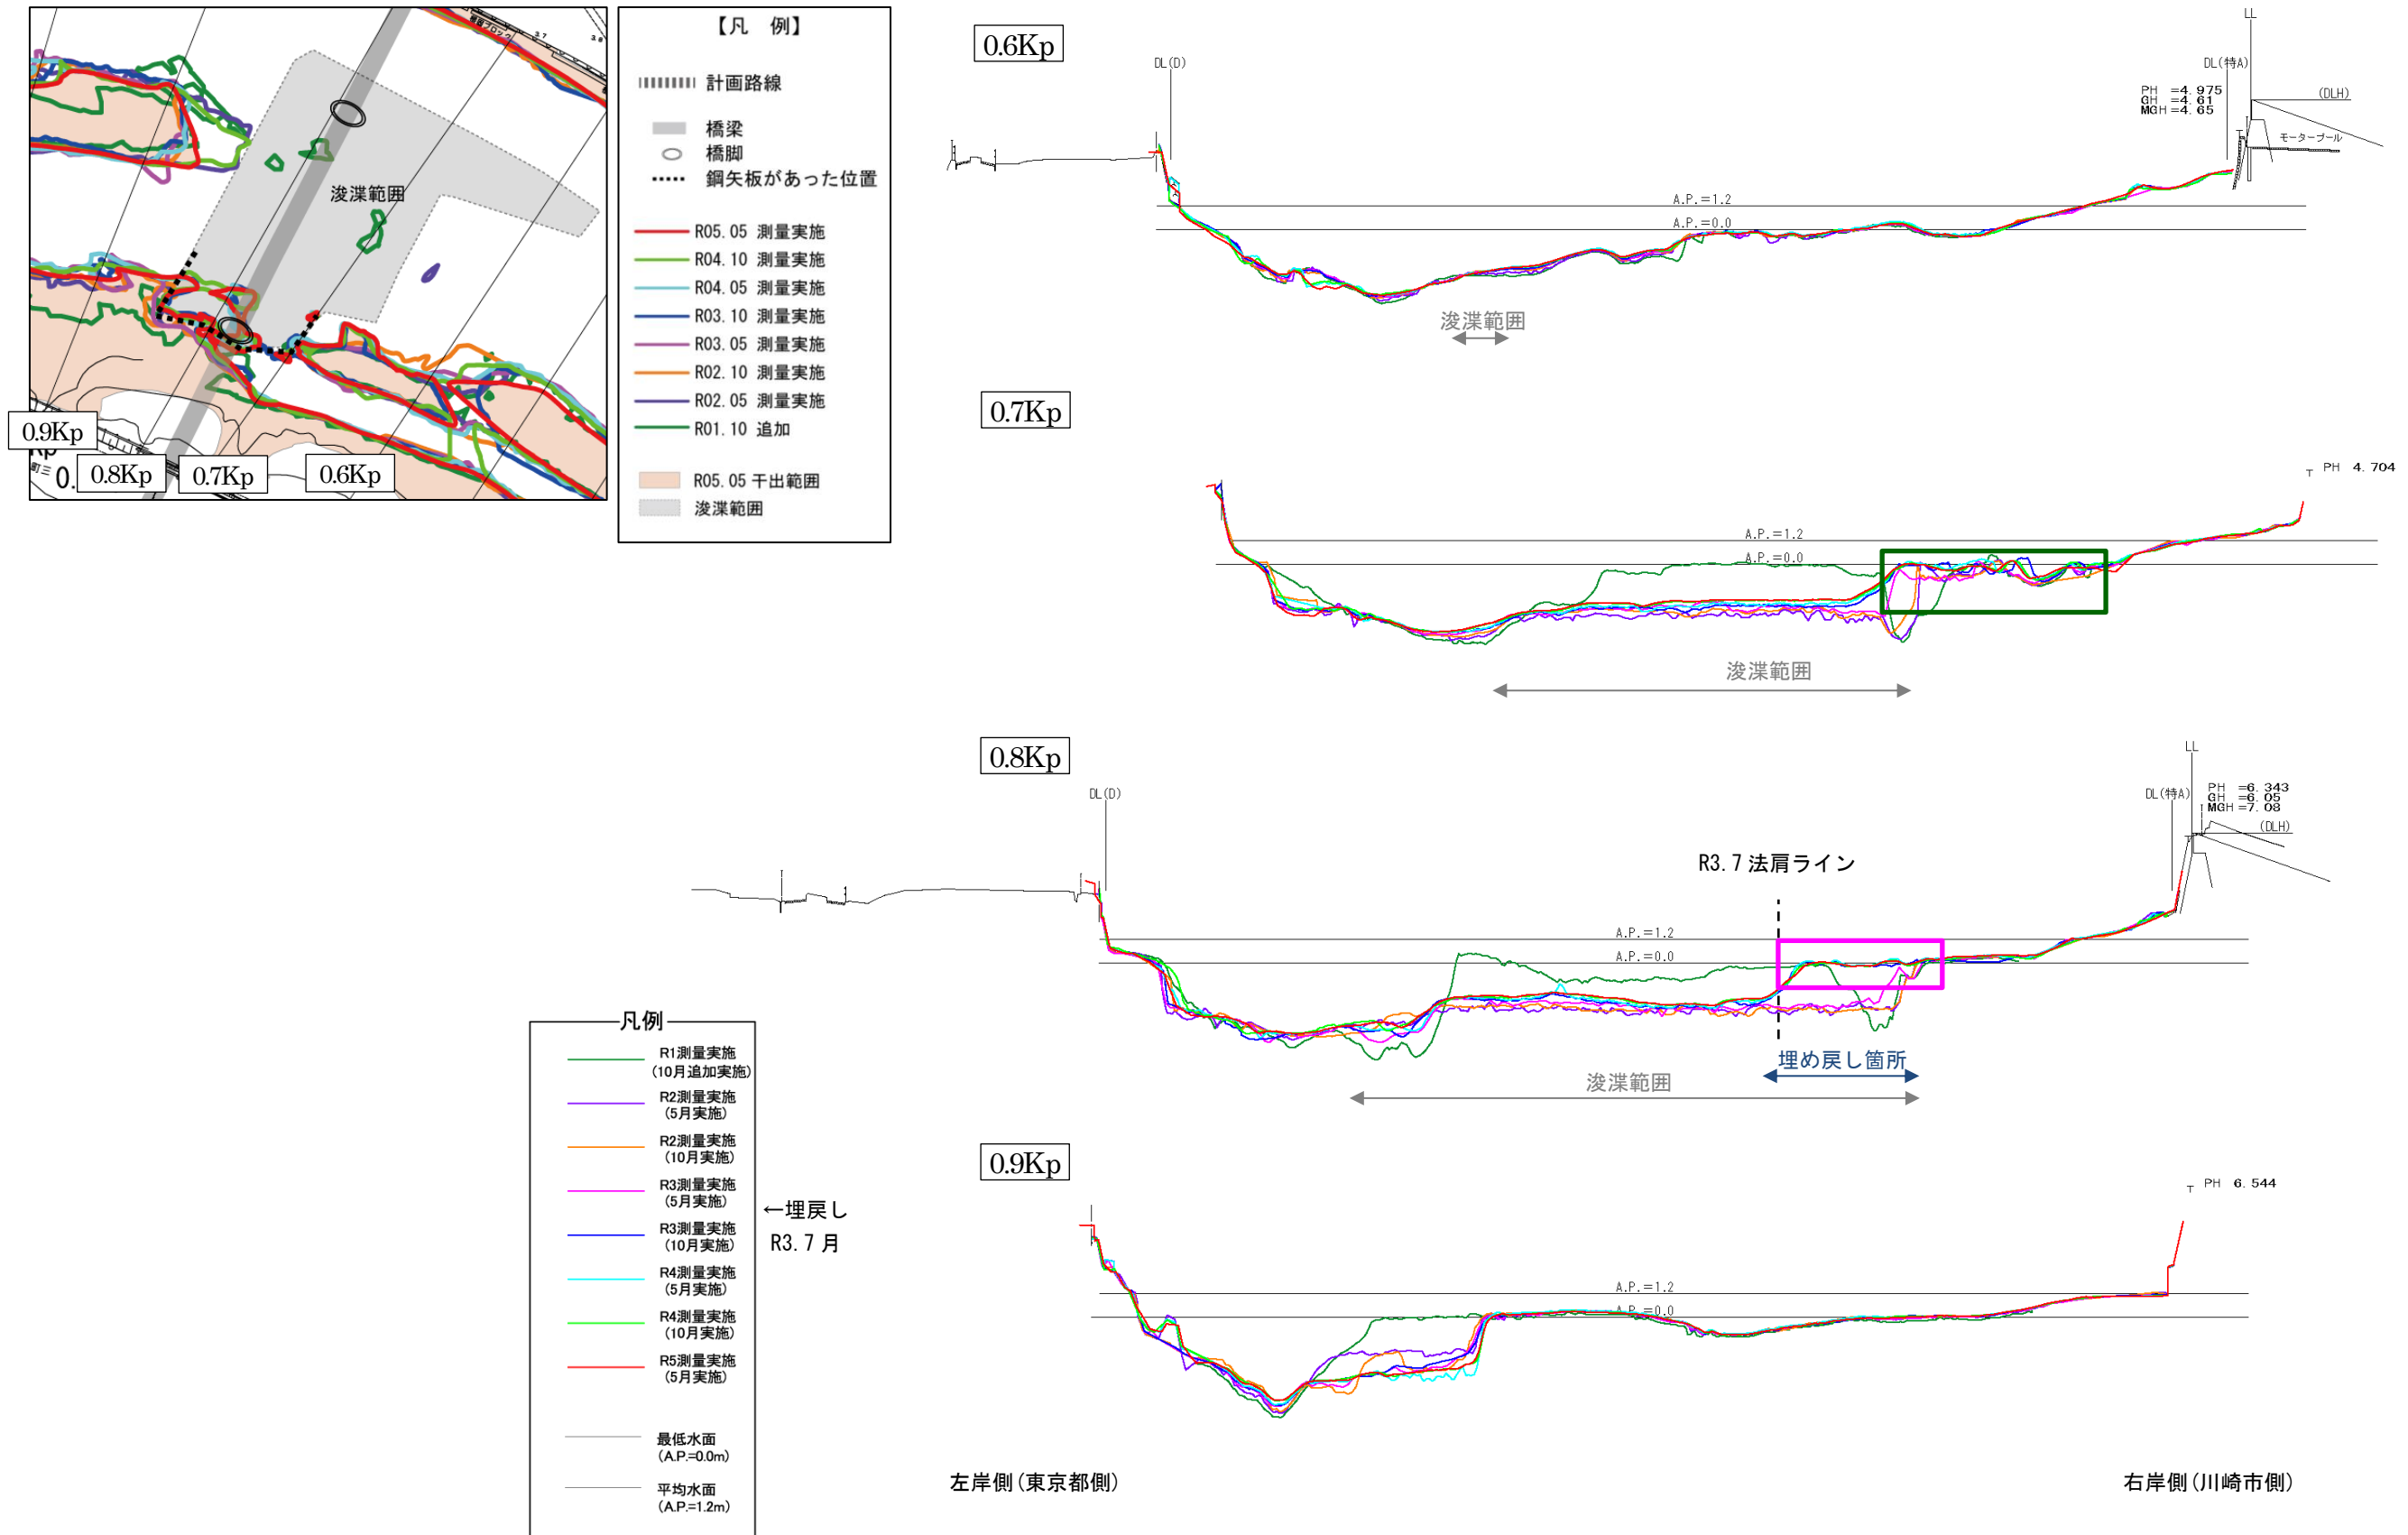 3.7
3.8
浚渫範囲
0.9Kp
町三
0.
0.8Kp
0.7Kp
0.6Kp
【凡 例】
計画路線
橋梁
橋脚
鋼矢板があった位置
R05.05 測量実施
R04.10 測量実施
R04.05 測量実施
R03.10 測量実施
R03.05 測量実施
R02.10 測量実施
R02.05 測量実施
R01.10 追加
R05.05 干出範囲
浚渫範囲
0.6Kp
DL(D)
LL
DL(特A)
PH =4.975
GH =4.61
MGH =4.65
(DLH)
モータープール
A.P.=1.2
A.P.=0.0
浚渫範囲
0.7Kp
T PH 4.704
A.P.=1.2
A.P.=0.0
浚渫範囲
0.8Kp
DL(D)
LL
DL(特A)
PH =6.343
GH =6.05
MGH =7.08
(DLH)
R3.7 法肩ライン
A.P.=1.2
A.P.=0.0
埋め戻し箇所
浚渫範囲
0.9Kp
T PH 6.544
A.P.=1.2
A.P.=0.0
凡例
R1測量実施
(10月追加実施)
R2測量実施
(5月実施)
R2測量実施
(10月実施)
R3測量実施
(5月実施)
←埋戻し
R3.7 月
R3測量実施
(10月実施)
R4測量実施
(5月実施)
R4測量実施
(10月実施)
R5測量実施
(5月実施)
最低水面
(A.P.=0.0m)
平均水面
(A.P.=1.2m)
左岸側(東京都側)
右岸側(川崎市側)